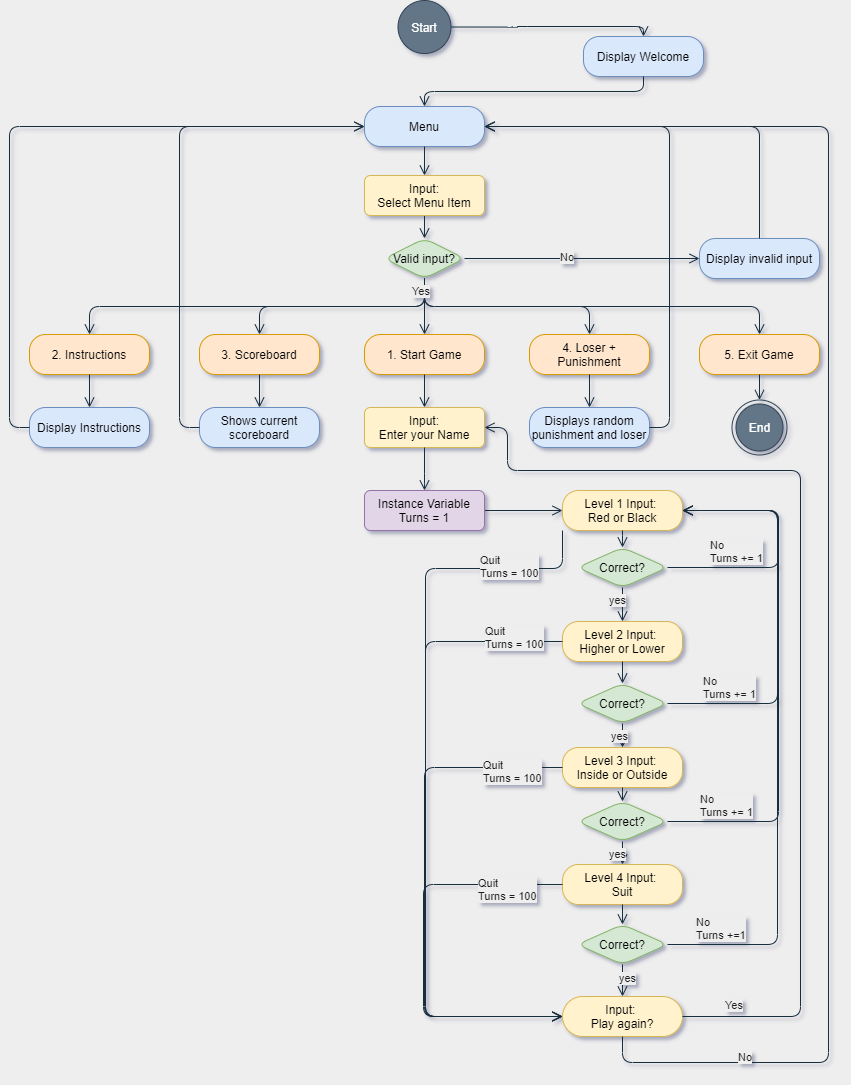 Start
Display Welcome
Menu
Input:
Select Menu Item
Valid input?
No
Display invalid input
Yes
2. Instructions
3. Scoreboard
1. Start Game
4. Loser +
Punishment
5. Exit Game
Display Instructions
Shows current
scoreboard
Input:
Enter your Name
Displays random
punishment and loser
End
Instance Variable
Turns = 1
Level 1 Input:
Red or Black
Quit
Turns = 100
Correct?
No
Turns += 1
yes
Quit
Turns = 100
Level 2 Input:
Higher or Lower
Correct?
No
Turns += 1
yes
Quit
Turns = 100
Level 3 Input:
Inside or Outside
Correct?
No
Turns += 1
yes
Quit
Turns = 100
Level 4 Input:
Suit
Correct?
No
Turns +=1
yes
Input:
Play again?
Yes
No